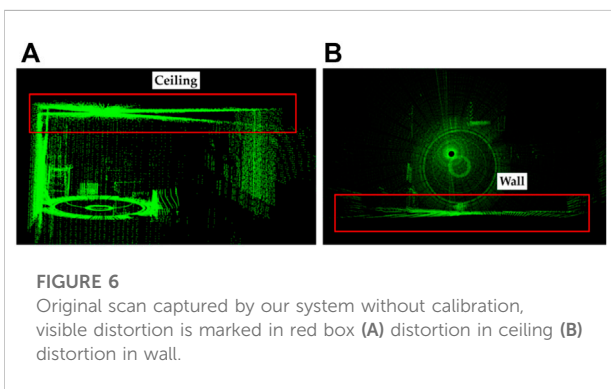 A
B
Ceiling
Wall
FIGURE 6
Original scan captured by our system without calibration,
visible distortion is marked in red box (A) distortion in ceiling (B)
distortion in wall.